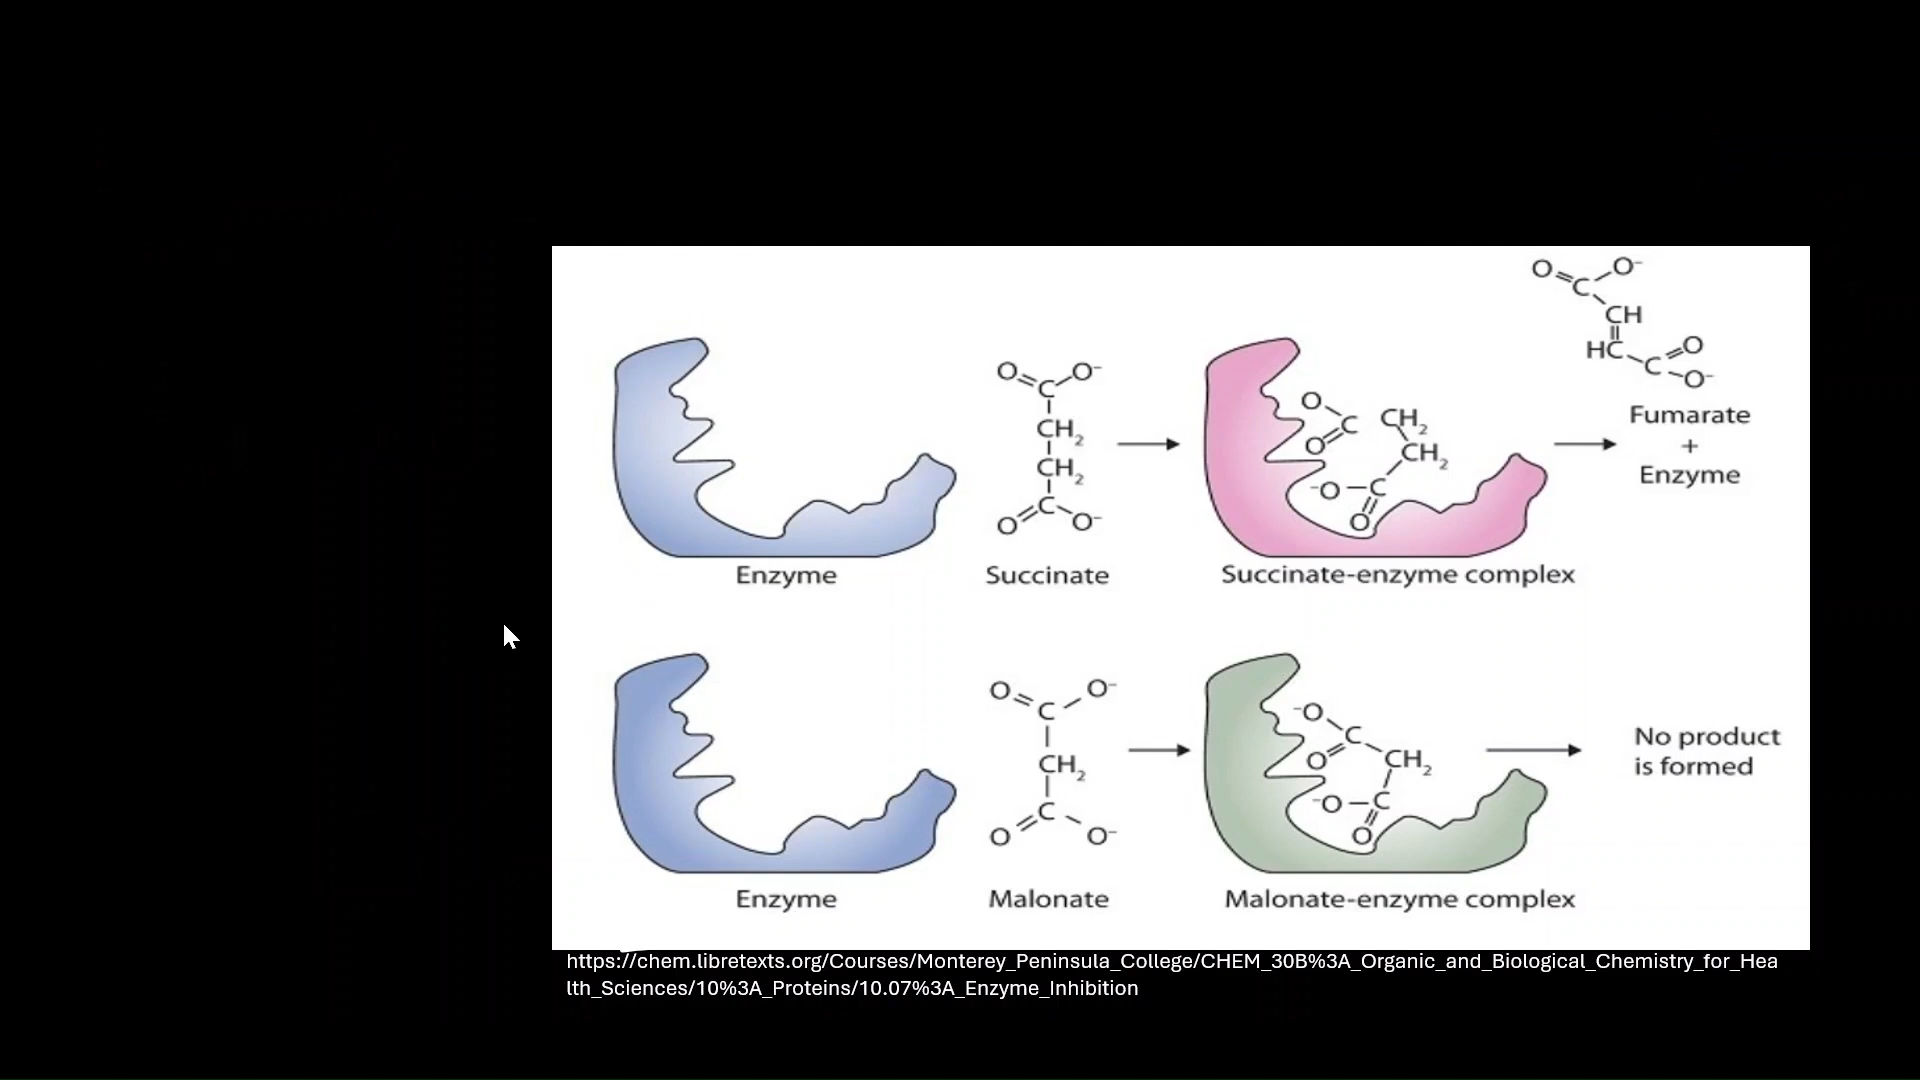 O=C–O⁻
CH
HC
C=O
O⁻
Fumarate
+
Enzyme
O=C–O⁻
CH₂
CH₂
O=C–O⁻
O
C
O
CH₂
CH₂
⁻O–C
O
Enzyme
Succinate
Succinate-enzyme complex
O=C–O⁻
CH₂
O=C–O⁻
⁻O
C
O
CH₂
⁻O–C
O
No product
is formed
Enzyme
Malonate
Malonate-enzyme complex
https://chem.libretexts.org/Courses/Monterey_Peninsula_College/CHEM_30B%3A_Organic_and_Biological_Chemistry_for_Hea
lth_Sciences/10%3A_Proteins/10.07%3A_Enzyme_Inhibition